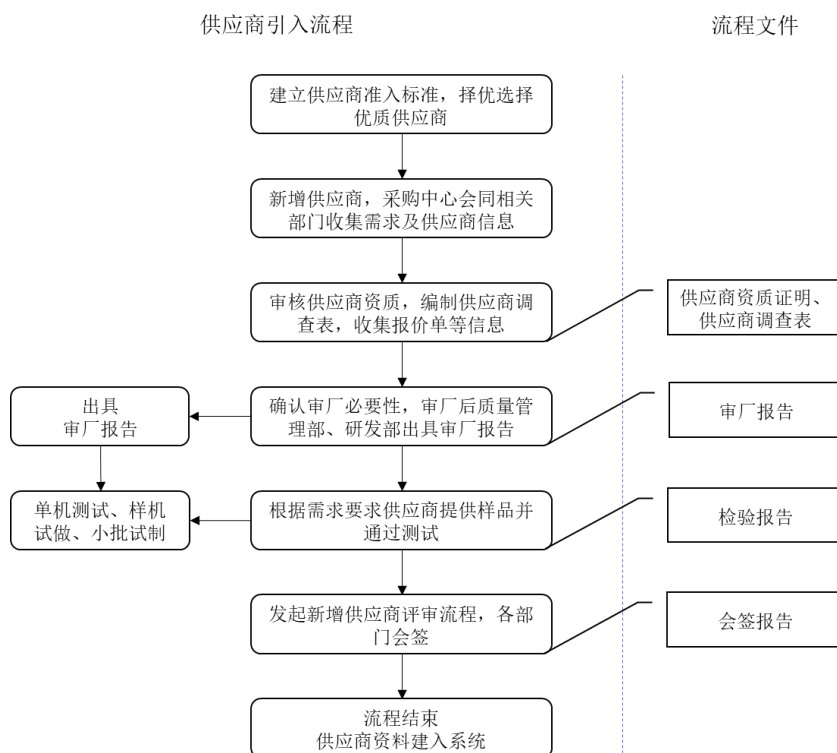 供应商引入流程
流程文件
建立供应商准入标准，择优选择
优质供应商
新增供应商，采购中心会同相关
部门收集需求及供应商信息
审核供应商资质，编制供应商调
查表，收集报价单等信息
供应商资质证明、
供应商调查表
出具
审厂报告
确认审厂必要性，审厂后质量管
理部、研发部出具审厂报告
审厂报告
单机测试、样机
试做、小批试制
根据需求要求供应商提供样品并
通过测试
检验报告
发起新增供应商评审流程，各部
门会签
会签报告
流程结束
供应商资料建入系统